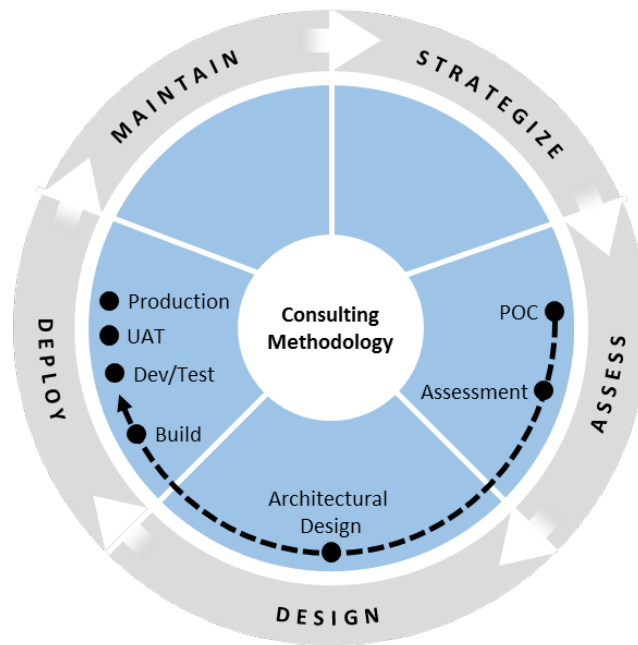 MAINTAIN
STRATEGIZE
Production
UAT
Dev/Test
Build
DEPLOY
Consulting
Methodology
POC
Assessment
ASSESS
Architectural
Design
DESIGN